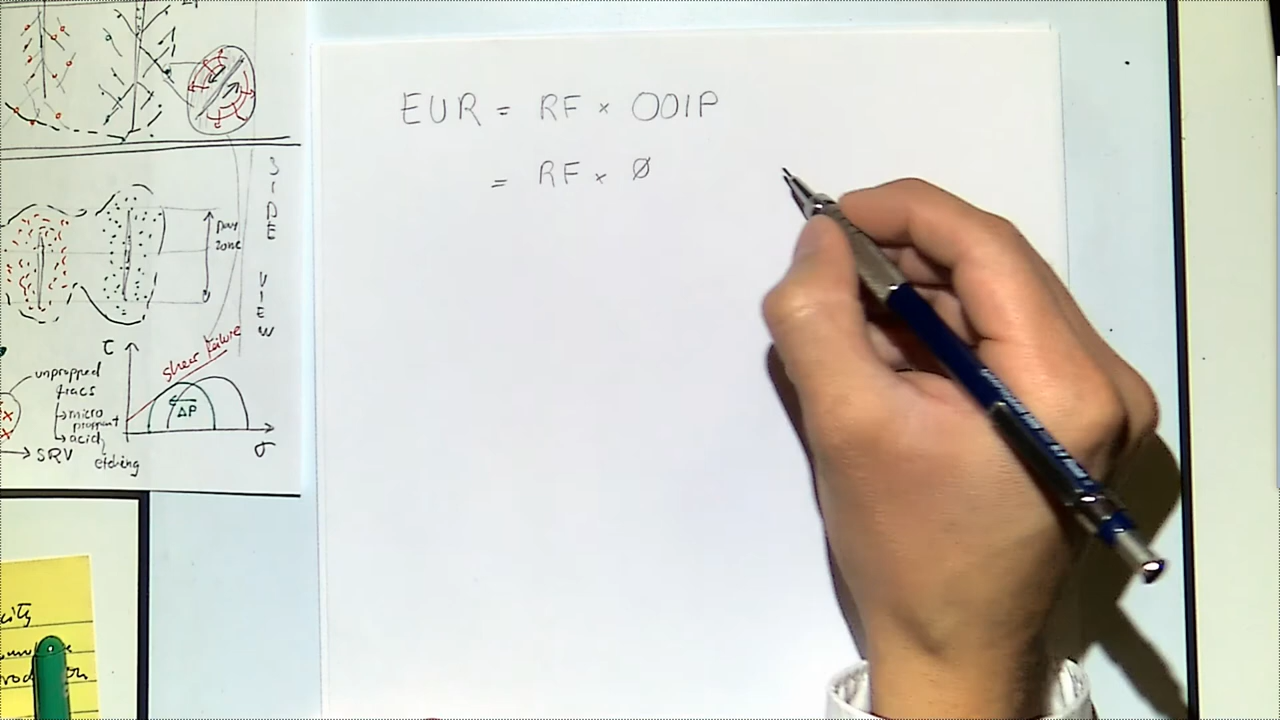 EUR = RF × OOIP
= RF × Ø
SIDE VIEW
Pay zone
τ
shear failure
ΔP
σ
unpropped
fracs
→ micro
proppant
→ acid
etching
→ SRV